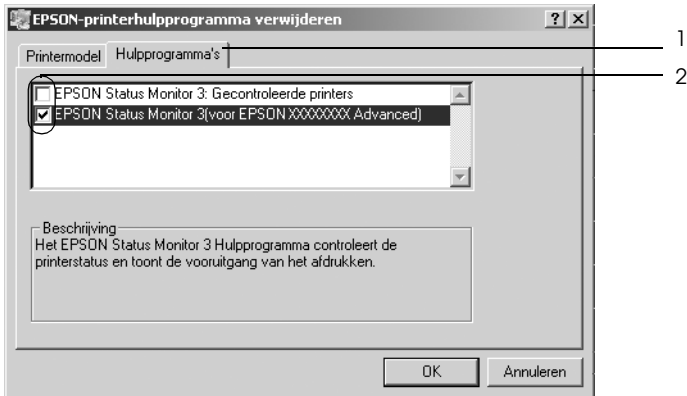 EPSON-printerhulpprogramma verwijderen
Printermodel Hulpprogramma's
1
2
EPSON Status Monitor 3: Gecontroleerde printers
EPSON Status Monitor 3(voor EPSON XXXXXXXX Advanced)
Beschrijving
Het EPSON Status Monitor 3 Hulpprogramma controleert de
printerstatus en toont de vooruitgang van het afdrukken.
OK Annuleren